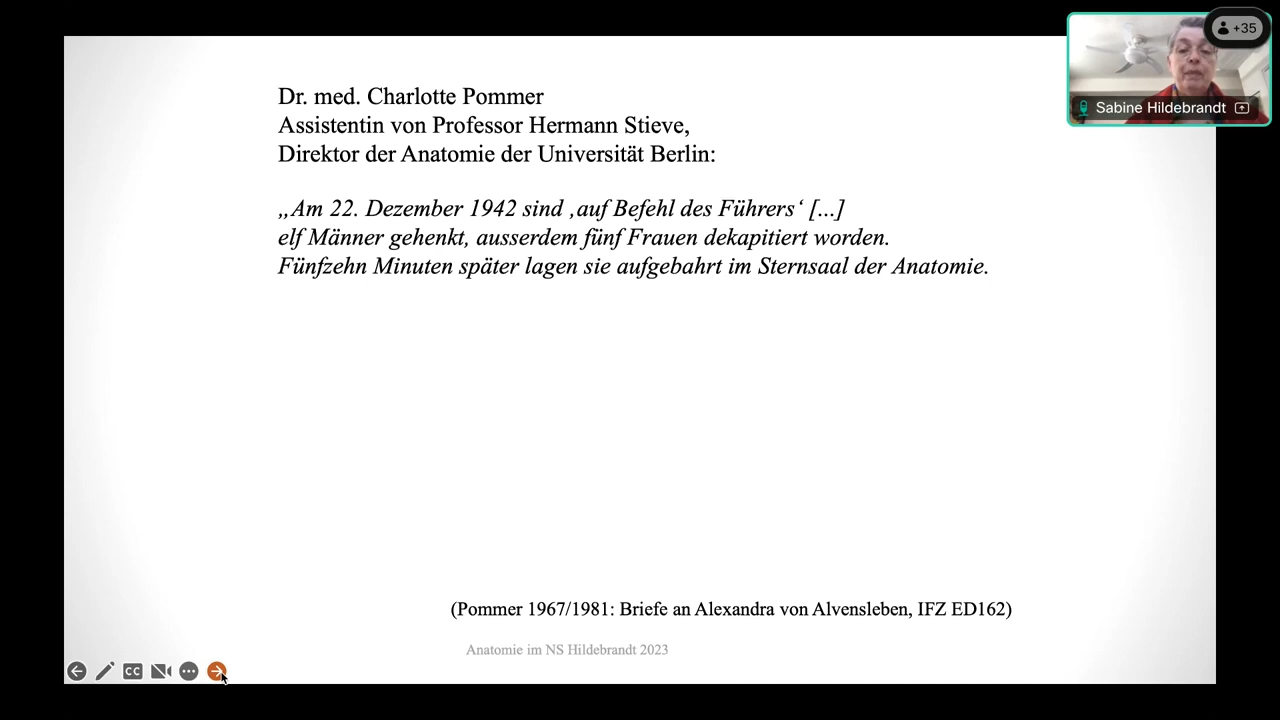 Dr. med. Charlotte Pommer
Assistentin von Professor Hermann Stieve,
Direktor der Anatomie der Universität Berlin:
„Am 22. Dezember 1942 sind ‚auf Befehl des Führers‘ [...]
elf Männer gehenkt, ausserdem fünf Frauen dekapitiert worden.
Fünfzehn Minuten später lagen sie aufgebahrt im Sternsaal der Anatomie.
(Pommer 1967/1981: Briefe an Alexandra von Alvensleben, IFZ ED162)
Anatomie im NS Hildebrandt 2023
+35
Sabine Hildebrandt
CC